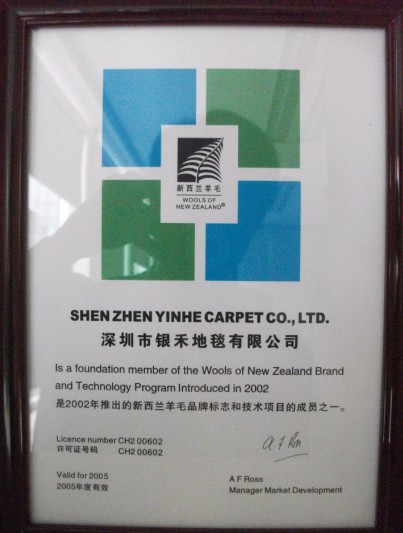 新西兰羊毛
WOOLS OF
NEW ZEALAND®
SHEN ZHEN YINHE CARPET CO., LTD.
深圳市银禾地毯有限公司
Is a foundation member of the Wools of New Zealand Brand
and Technology Program Introduced in 2002
是2002年推出的新西兰羊毛品牌标志和技术项目的成员之一。
Licence number CH2 00602
许可证号码 CH2 00602
A F Ross
Valid for 2005
2005年度有效
A F Ross
Manager Market Development